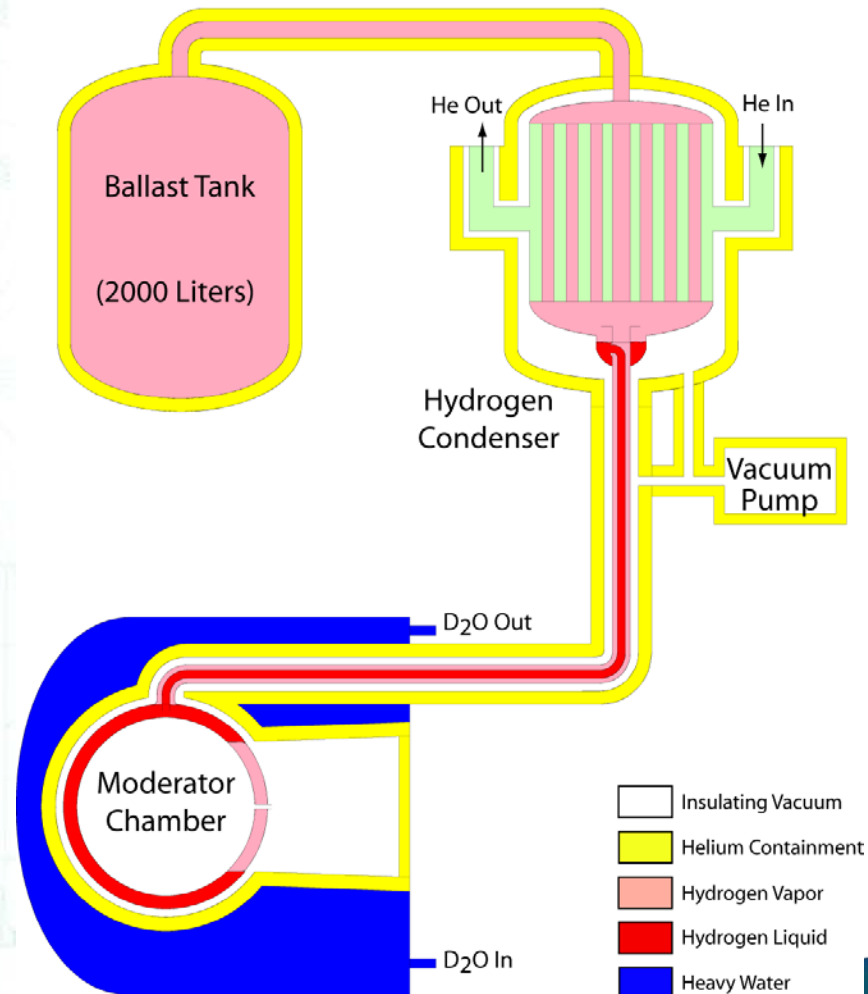 He Out
He In
Ballast Tank
(2000 Liters)
Hydrogen
Condenser
Vacuum
Pump
D2O Out
Moderator
Chamber
Insulating Vacuum
Helium Containment
Hydrogen Vapor
Hydrogen Liquid
D2O In
Heavy Water